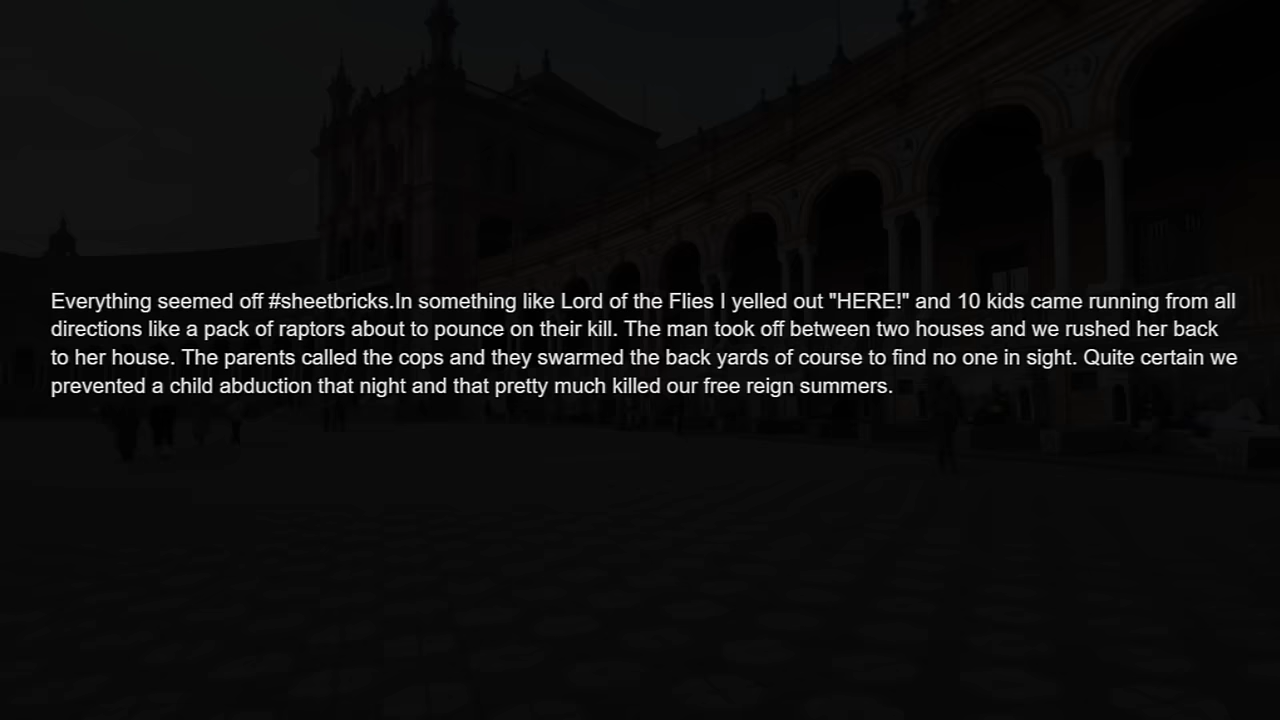 Everything seemed off #sheetbricks.In something like Lord of the Flies I yelled out "HERE!" and 10 kids came running from all
directions like a pack of raptors about to pounce on their kill. The man took off between two houses and we rushed her back
to her house. The parents called the cops and they swarmed the back yards of course to find no one in sight. Quite certain we
prevented a child abduction that night and that pretty much killed our free reign summers.